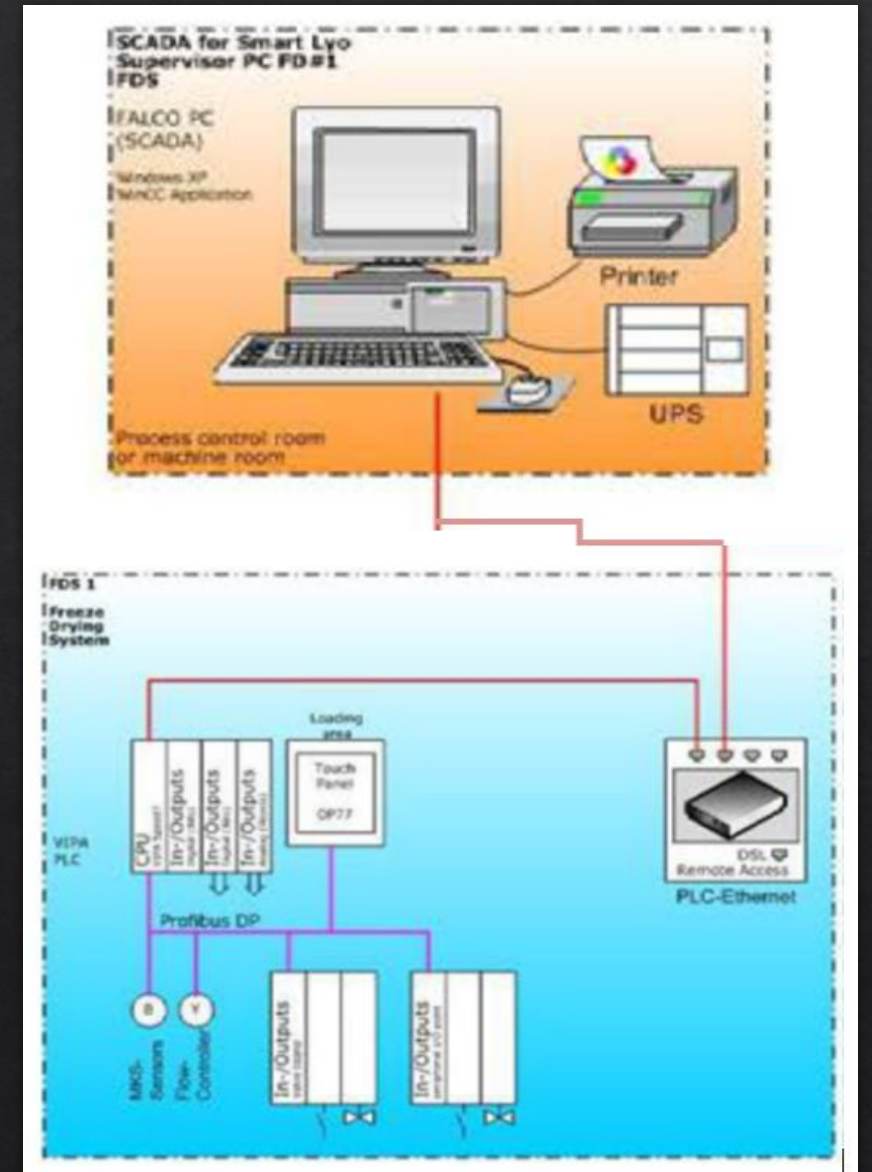 SCADA for Smart Lyo
Supervisor PC FD#1
FDS
FALCO PC
(SCADA)
Windows XP
WinCC Application
Printer
UPS
Process control room
or machine room
FDS 1
Freeze
Drying
System
Loading
area
Touch
Panel
OP77
VIPA
PLC
CPU
In-/Outputs
In-/Outputs
In-/Outputs
DSL
Remote Access
PLC-Ethernet
Profibus DP
B
Y
MKS-
Sensors
Flow-
Controller
In-/Outputs
In-/Outputs